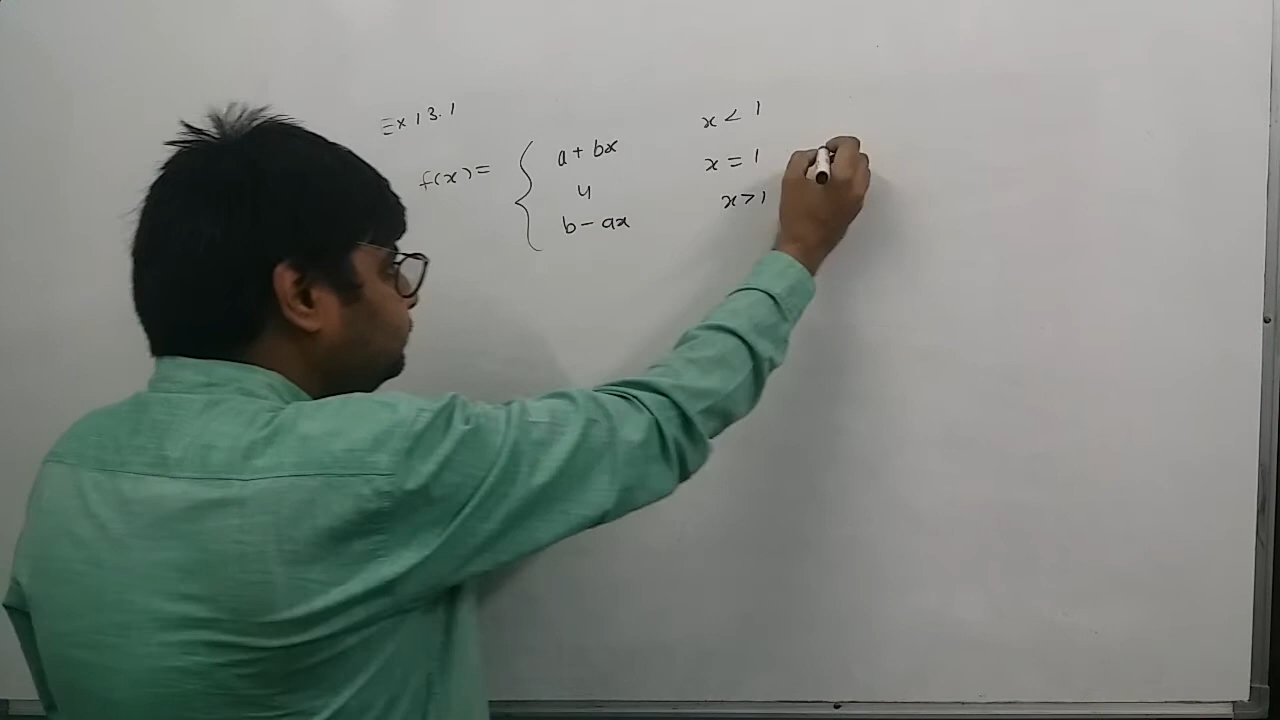 Ex 13.1
a + bx x < 1
f(x) = { 4 x = 1
b - ax x > 1